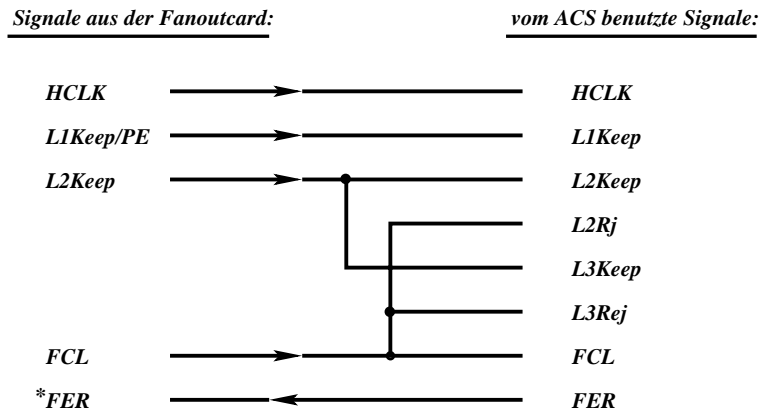 Signale aus der Fanoutcard: vom ACS benutzte Signale:
HCLK HCLK
L1Keep/PE L1Keep
L2Keep L2Keep
L2Rj
L3Keep
L3Rej
FCL FCL
*FER FER